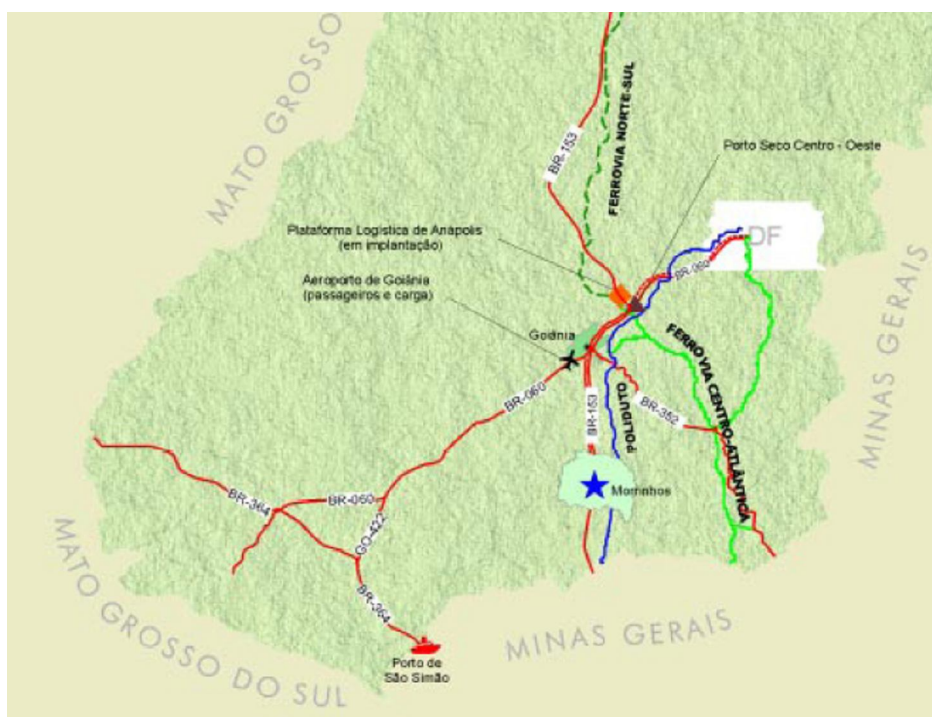 MATO GROSSO
BR-153
FERROVIA NORTE-SUL
Porto Seco Centro - Oeste
Plataforma Logística de Anápolis
(em implantação)
DF
BR-060
Aeroporto de Goiânia
(passageiros e carga)
Goiânia
FERROVIA CENTRO-ATLÂNTICA
MINAS GERAIS
BR-060
BR-153
POLIDUTO
BR-352
BR-364
BR-060
GO-422
Morrinhos
BR-364
MATO GROSSO DO SUL
Porto de
São Simão
MINAS GERAIS